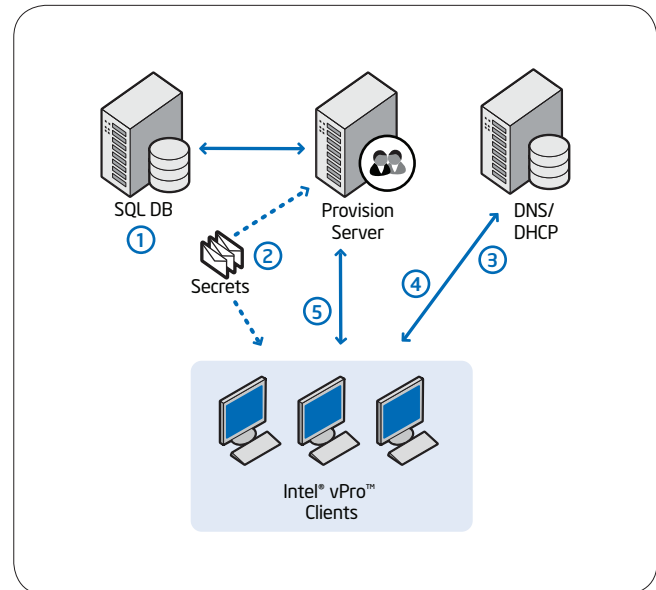 SQL DB
1
Provision
Server
DNS/
DHCP
2
Secrets
3
4
5
Intel® vPro™
Clients